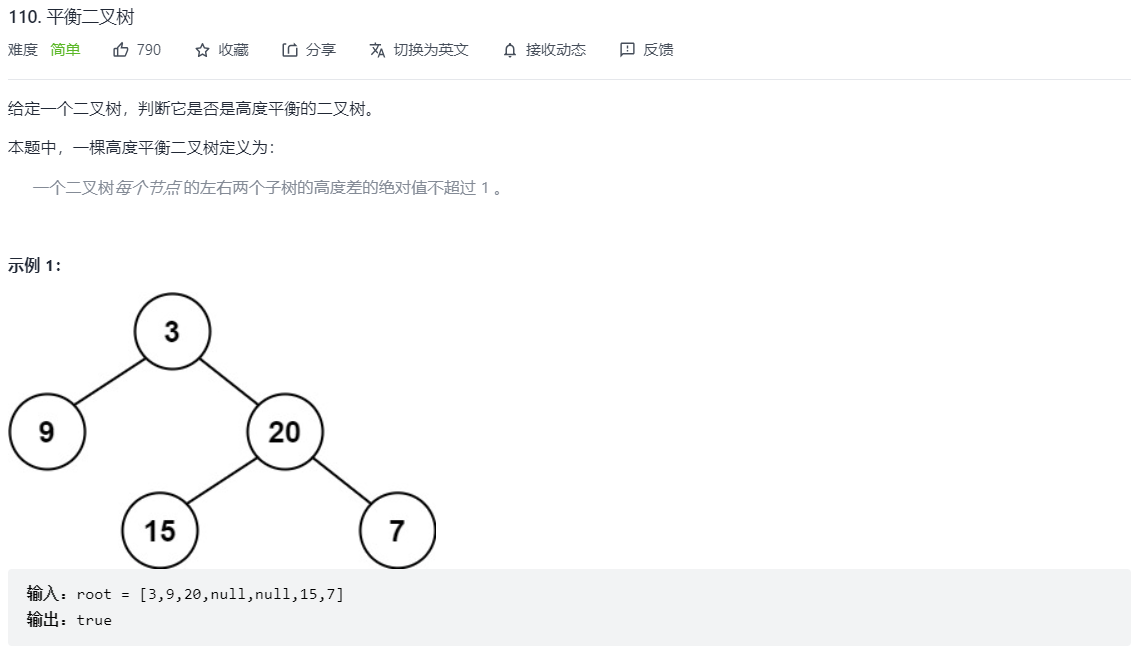 110. 平衡二叉树
难度 简单 790 收藏 分享 切换为英文 接收动态 反馈
给定一个二叉树，判断它是否是高度平衡的二叉树。
本题中，一棵高度平衡二叉树定义为：
一个二叉树每个节点 的左右两个子树的高度差的绝对值不超过 1 。
示例 1：
3
9 20
15 7
输入：root = [3,9,20,null,null,15,7]
输出：true